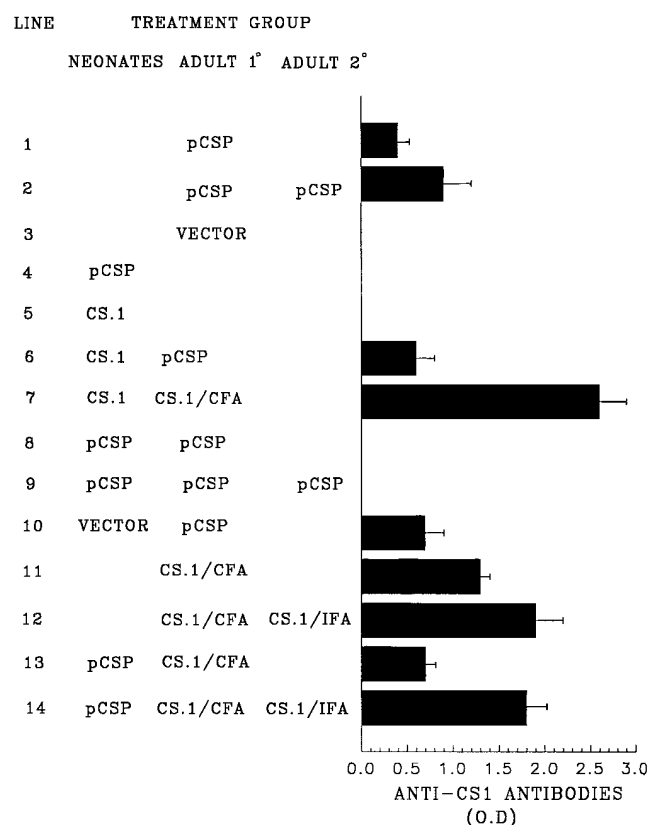 LINE TREATMENT GROUP
NEONATES ADULT 1° ADULT 2°
1 pCSP
2 pCSP pCSP
3 VECTOR
4 pCSP
5 CS.1
6 CS.1 pCSP
7 CS.1 CS.1/CFA
8 pCSP pCSP
9 pCSP pCSP pCSP
10 VECTOR pCSP
11 CS.1/CFA
12 CS.1/CFA CS.1/IFA
13 pCSP CS.1/CFA
14 pCSP CS.1/CFA CS.1/IFA
0.0 0.5 1.0 1.5 2.0 2.5 3.0
ANTI-CS1 ANTIBODIES
(O.D)